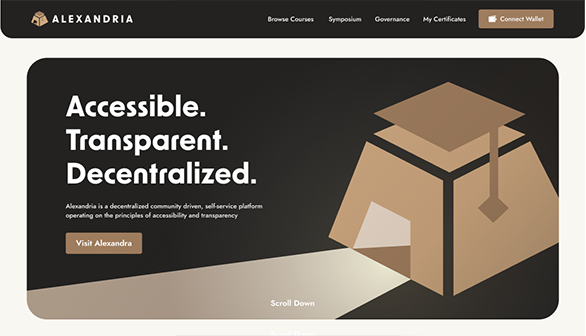 ALEXANDRIA
Browse Courses
Symposium
Governance
My Certificates
Connect Wallet
Accessible.
Transparent.
Decentralized.
Alexandria is a decentralized community driven, self-service platform
operating on the principles of accessibility and transparency
Visit Alexandra
Scroll Down